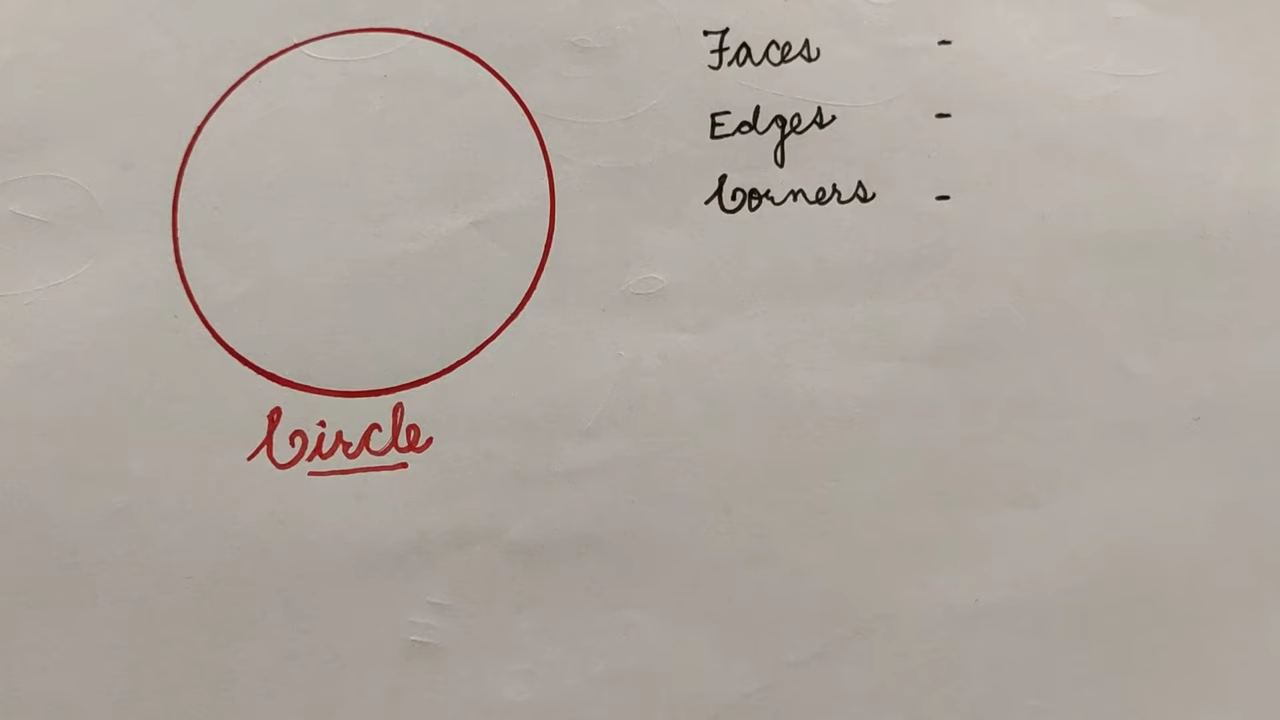 Faces -
Edges -
Corners -
Circle